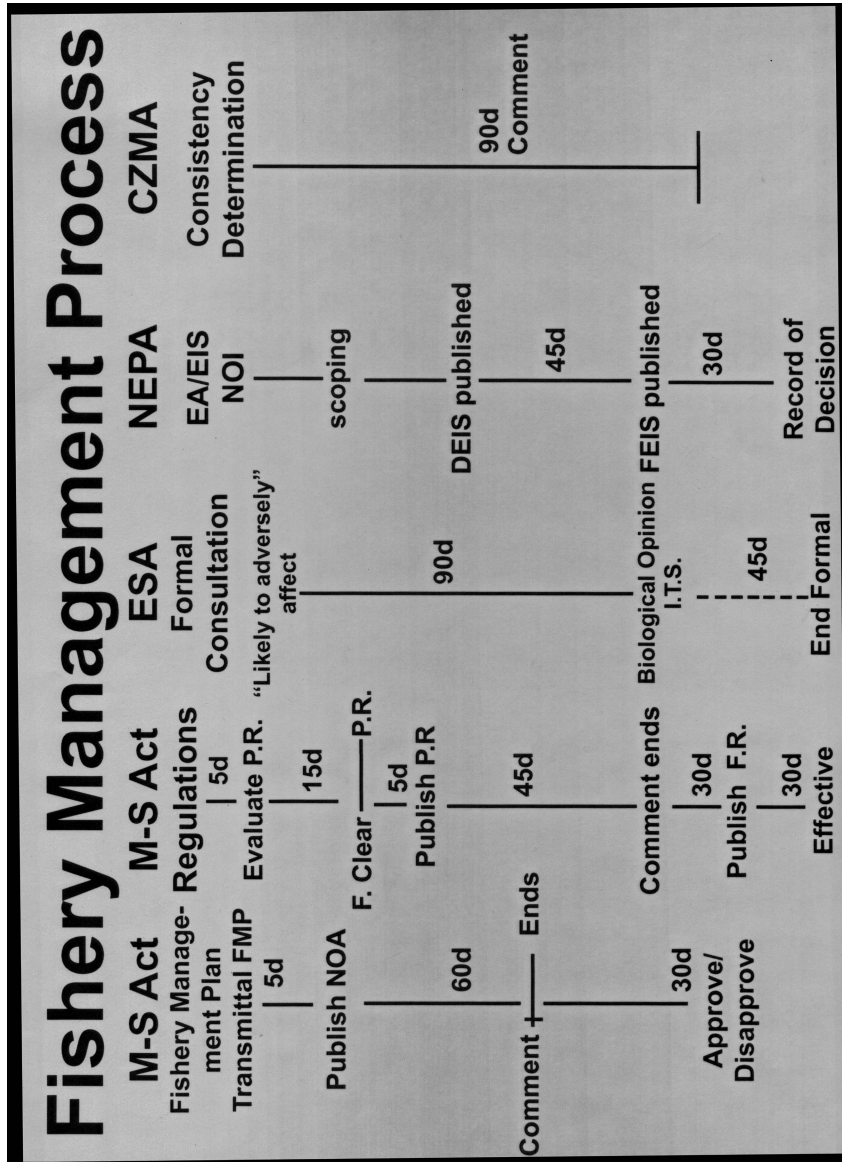 Fishery Management Process
M-S Act
Fishery Manage-
ment Plan
Transmittal FMP
5d
Publish NOA
60d
Comment Ends
30d
Approve/
Disapprove
M-S Act
Regulations
5d
Evaluate P.R.
15d
F. Clear P.R.
5d
Publish P.R
45d
Comment ends
30d
Publish F.R.
30d
Effective
ESA
Formal
Consultation
“Likely to adversely”
affect
90d
Biological Opinion
I.T.S.
45d
End Formal
NEPA
EA/EIS
NOI
scoping
DEIS published
45d
FEIS published
30d
Record of
Decision
CZMA
Consistency
Determination
90d
Comment